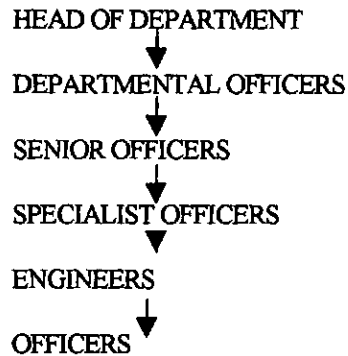 HEAD OF DEPARTMENT
DEPARTMENTAL OFFICERS
SENIOR OFFICERS
SPECIALIST OFFICERS
ENGINEERS
OFFICERS